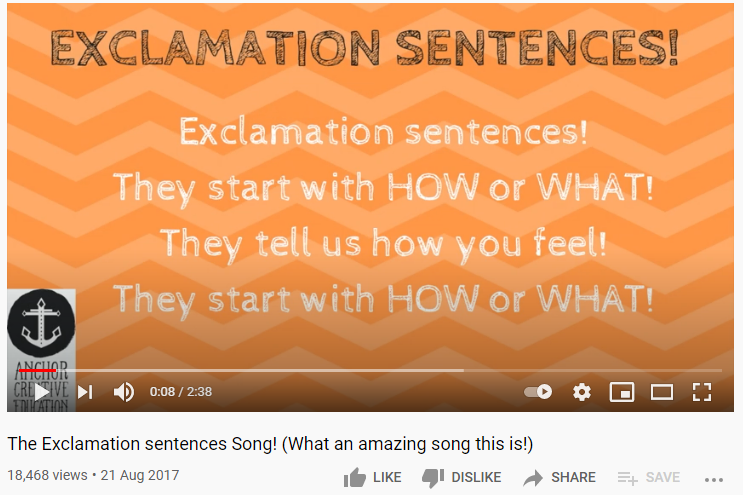 EXCLAMATION SENTENCES!
Exclamation sentences!
They start with HOW or WHAT!
They tell us how you feel!
They start with HOW or WHAT!
ANCHOR
CREATIVE
EDUCATION
0:08 / 2:38
The Exclamation sentences Song! (What an amazing song this is!)
18,468 views • 21 Aug 2017
LIKE DISLIKE SHARE SAVE